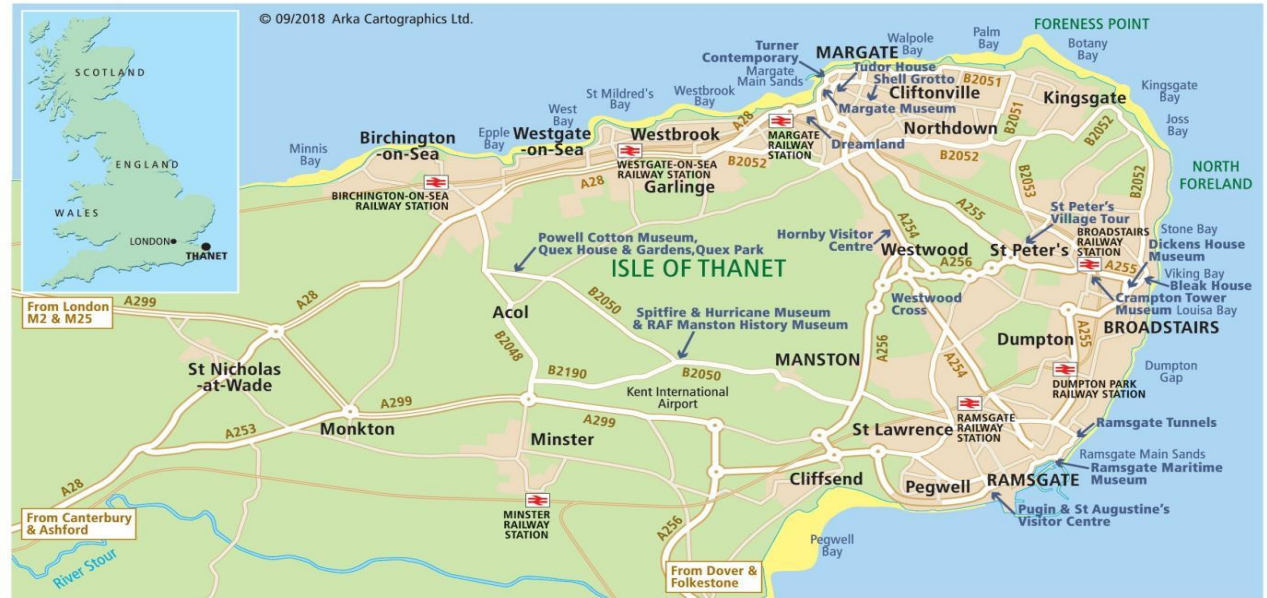 © 09/2018 Arka Cartographics Ltd.
SCOTLAND
ENGLAND
WALES
LONDON
THANET
FORENESS POINT
Turner
Contemporary
MARGATE
Walpole
Bay
Palm
Bay
Botany
Bay
Margate
Main Sands
Tudor House
Shell Grotto
B2051
Cliftonville
Kingsgate
Kingsgate
Bay
St Mildred's
Bay
Westbrook
Bay
Margate Museum
B2051
B2052
Joss
Bay
West
Bay
Birchington
-on-Sea
Epple
Bay
Westgate
-on-Sea
Westbrook
A28
MARGATE
RAILWAY
STATION
Dreamland
Northdown
B2052
Minnis
Bay
WESTGATE-ON-SEA
RAILWAY STATION
B2052
Garlinge
A28
BIRCHINGTON-ON-SEA
RAILWAY STATION
B2053
B2052
NORTH
FORELAND
A255
St Peter's
Village Tour
Hornby Visitor
Centre
A254
Westwood
A256
St Peter's
BROADSTAIRS
RAILWAY
STATION
Stone Bay
Dickens House
Museum
A255
Viking Bay
Bleak House
Powell Cotton Museum,
Quex House & Gardens,Quex Park
ISLE OF THANET
Westwood
Cross
Crampton Tower
Museum
Louisa Bay
BROADSTAIRS
From London
M2 & M25
A299
A28
Acol
B2050
Spitfire & Hurricane Museum
& RAF Manston History Museum
B2048
MANSTON
A256
Dumpton
A255
St Nicholas
-at-Wade
B2190
B2050
Kent International
Airport
A254
Dumpton
Gap
DUMPTON PARK
RAILWAY STATION
A299
A299
Monkton
A253
Minster
St Lawrence
RAMSGATE
RAILWAY
STATION
Ramsgate Tunnels
Ramsgate Main Sands
Ramsgate Maritime
Museum
Cliffsend
Pegwell
RAMSGATE
A28
MINSTER
RAILWAY
STATION
Pugin & St Augustine's
Visitor Centre
From Canterbury
& Ashford
A256
Pegwell
Bay
River Stour
From Dover &
Folkestone